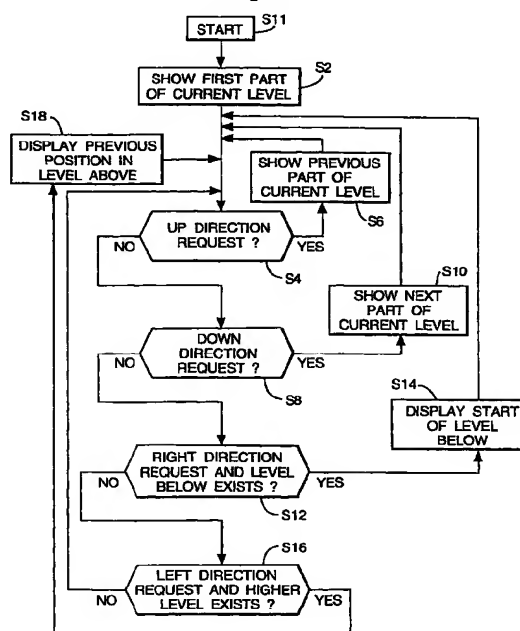 S11
START
S2
SHOW FIRST PART
OF CURRENT LEVEL
S18
DISPLAY PREVIOUS
POSITION IN
LEVEL ABOVE
SHOW PREVIOUS
PART OF
CURRENT LEVEL
S6
UP DIRECTION
REQUEST ?
NO
YES
S4
S10
SHOW NEXT
PART OF
CURRENT LEVEL
DOWN
DIRECTION
REQUEST ?
NO
YES
S8
S14
DISPLAY START
OF LEVEL
BELOW
RIGHT DIRECTION
REQUEST AND LEVEL
BELOW EXISTS ?
NO
YES
S12
S16
LEFT DIRECTION
REQUEST AND HIGHER
LEVEL EXISTS ?
NO
YES